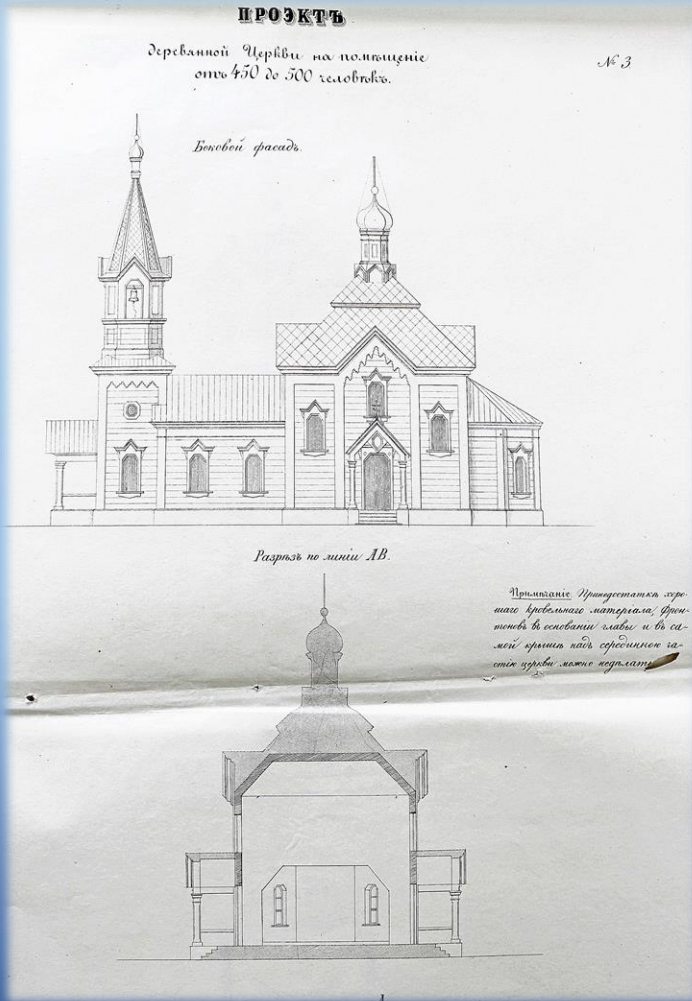 ПРОЭКТЪ
деревянной Церкви на помѣщеніе
отъ 450 до 500 человѣкъ.
№ 3
Боковой фасадъ.
Разрѣзъ по линіи АВ.
Примѣчаніе Принедостаткѣ хоро-
шаго кровельнаго матеріала, фрон-
тоновъ въ основаніи главы и въ са-
мой крышѣ надъ серединною ча-
стію церкви можно недѣлать